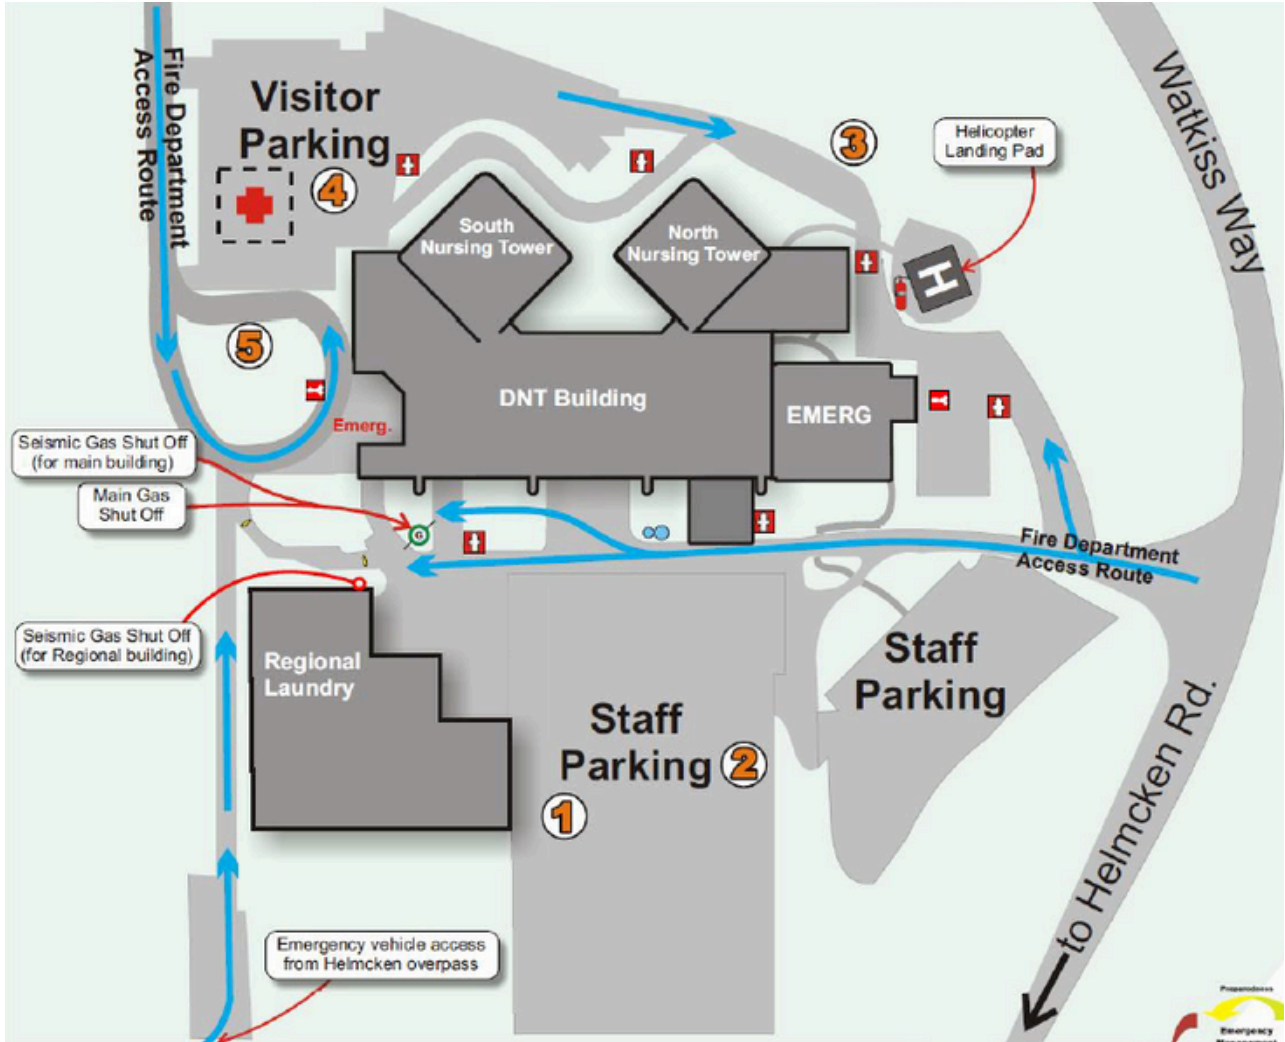 Fire Department
Access Route
Visitor
Parking
4
3
Helicopter
Landing Pad
Watkiss Way
South
Nursing Tower
North
Nursing Tower
H
5
DNT Building
EMERG
Emerg.
Seismic Gas Shut Off
(for main building)
Main Gas
Shut Off
G
Fire Department
Access Route
Seismic Gas Shut Off
(for Regional building)
Regional
Laundry
Staff
Parking
Staff
Parking
2
1
to Helmcken Rd.
Emergency vehicle access
from Helmcken overpass
Preparedness
Emergency
Management